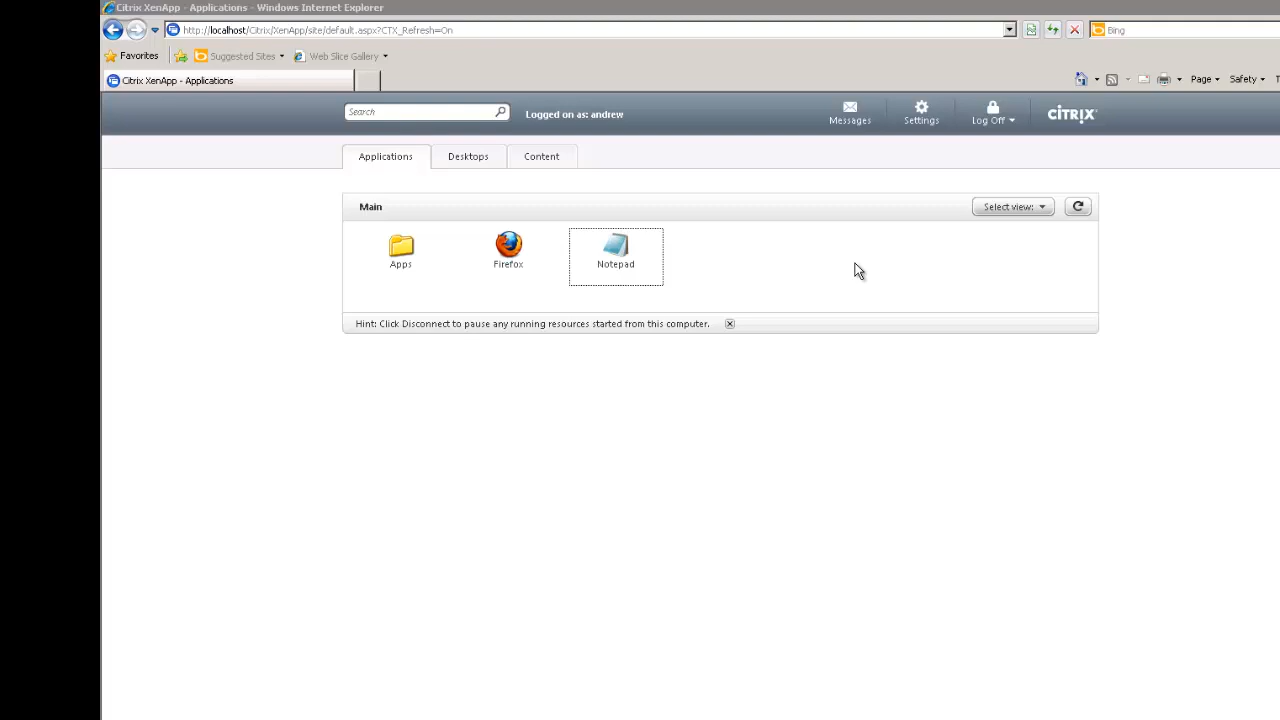 Citrix XenApp - Applications - Windows Internet Explorer
http://localhost/Citrix/XenApp/site/default.aspx?CTX_Refresh=On
Bing
Favorites
Suggested Sites
Web Slice Gallery
Citrix XenApp - Applications
Page
Safety
Search
Logged on as: andrew
Messages
Settings
Log Off
CITRIX
Applications
Desktops
Content
Main
Select view:
Apps
Firefox
Notepad
Hint: Click Disconnect to pause any running resources started from this computer.